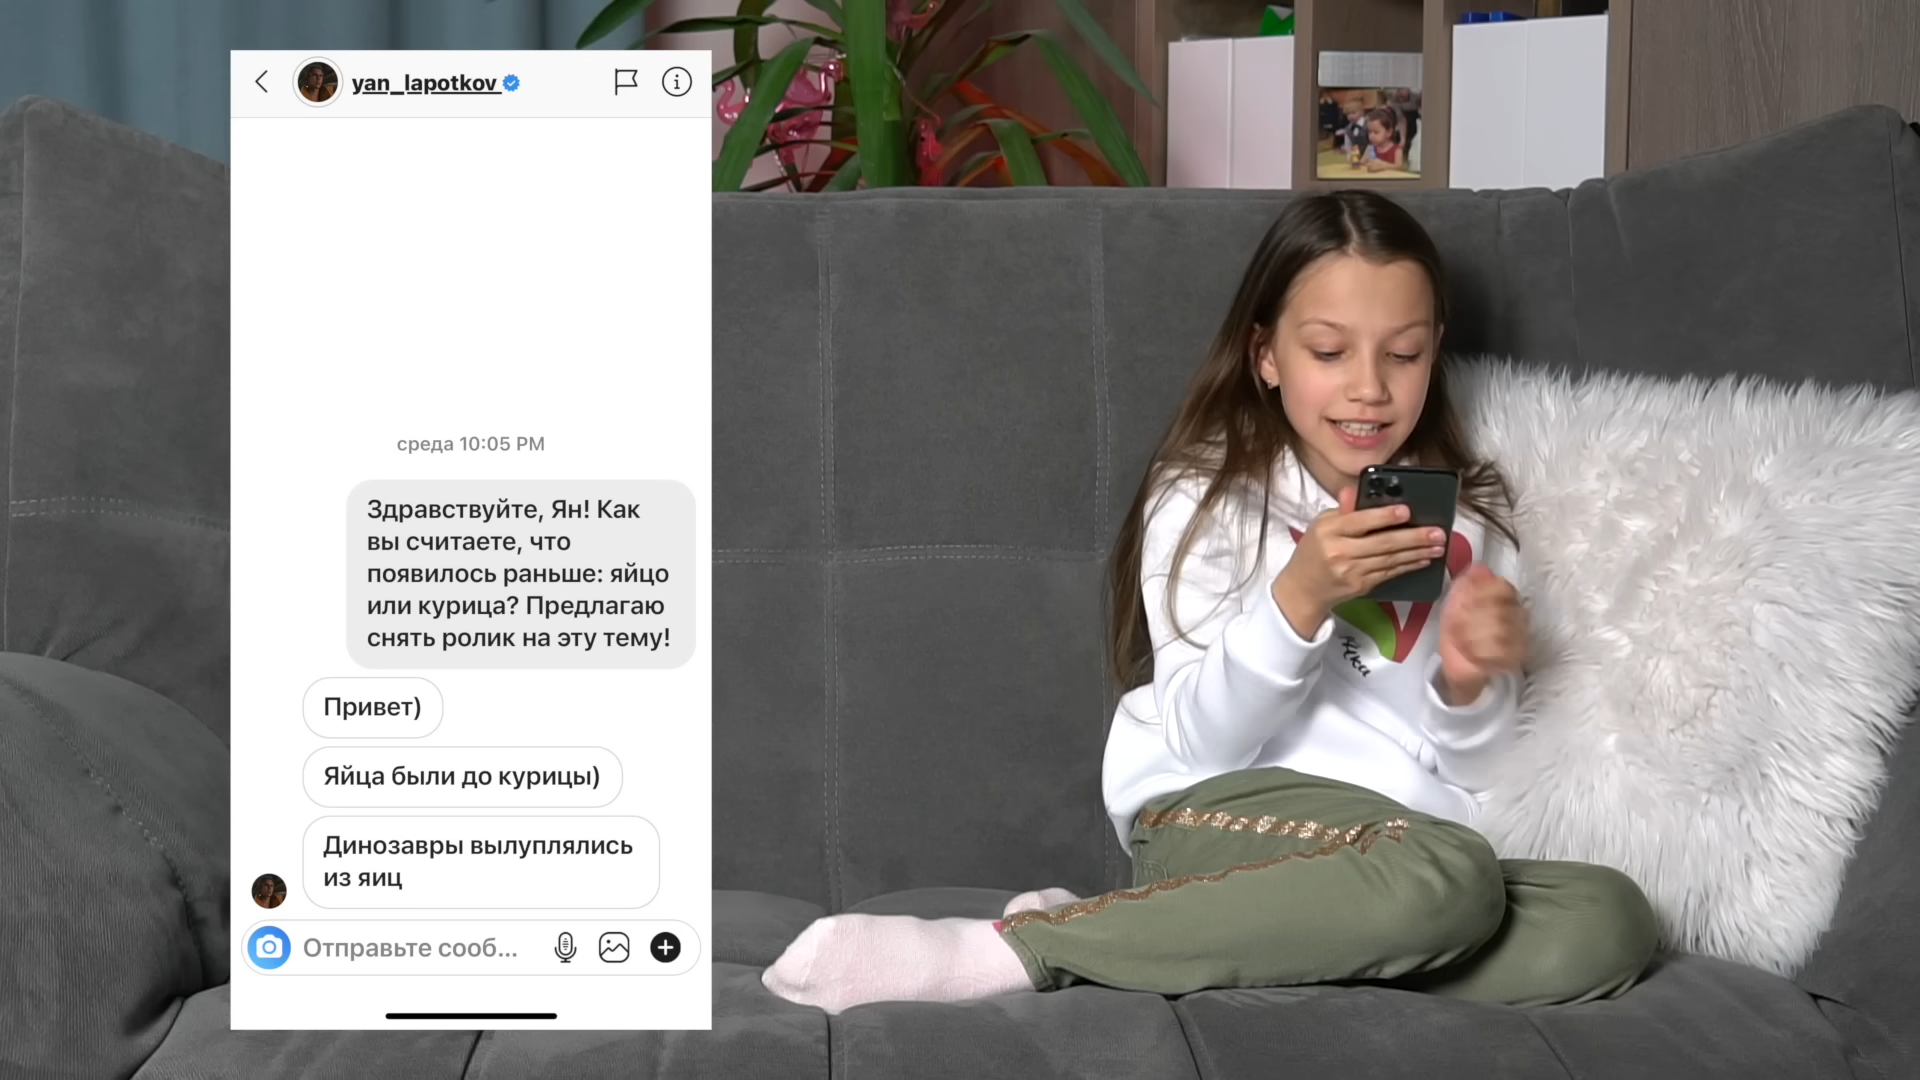 yan_lapotkov
среда 10:05 PM
Здравствуйте, Ян! Как
вы считаете, что
появилось раньше: яйцо
или курица? Предлагаю
снять ролик на эту тему!
Привет)
Яйца были до курицы)
Динозавры вылуплялись
из яиц
Отправьте сооб...